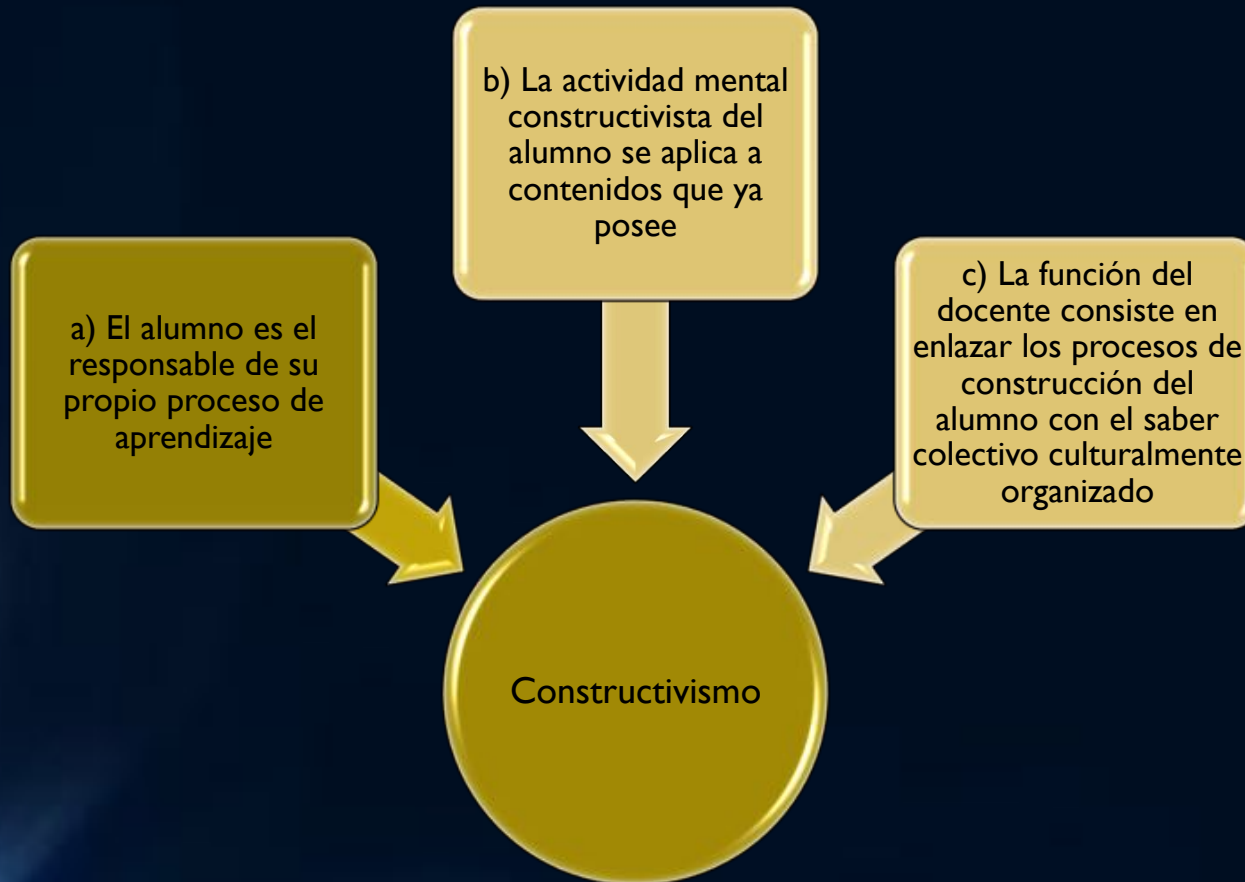 a) El alumno es el
responsable de su
propio proceso de
aprendizaje
b) La actividad mental
constructivista del
alumno se aplica a
contenidos que ya
posee
c) La función del
docente consiste en
enlazar los procesos de
construcción del
alumno con el saber
colectivo culturalmente
organizado
Constructivismo